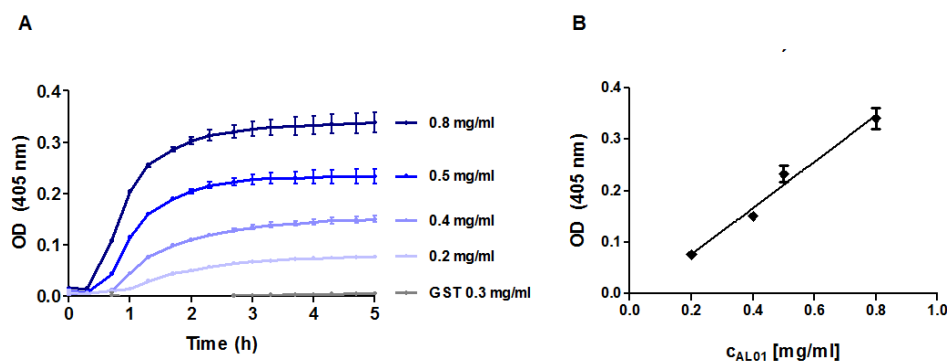 A
B
OD (405 nm)
0.4
0.3
0.2
0.1
0.0
0 1 2 3 4 5
Time (h)
0.8 mg/ml
0.5 mg/ml
0.4 mg/ml
0.2 mg/ml
GST 0.3 mg/ml
OD (405 nm)
0.4
0.3
0.2
0.1
0.0
0.0 0.2 0.4 0.6 0.8 1.0
cAL01 [mg/ml]